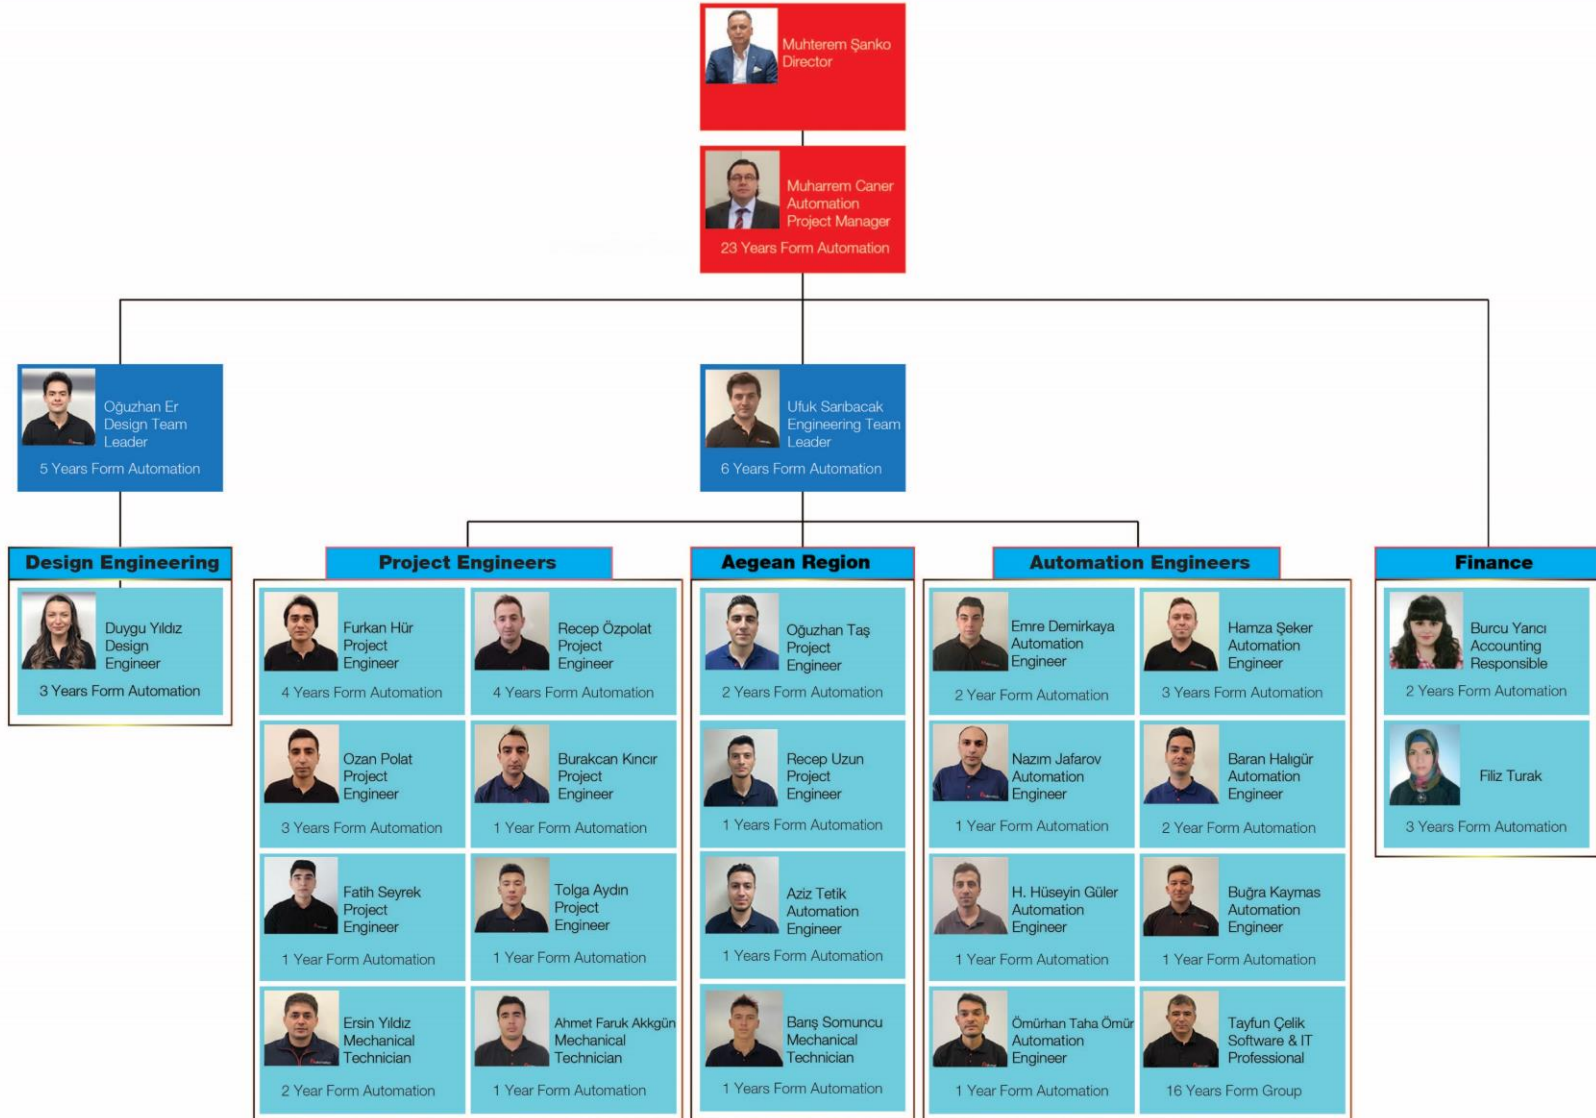 Muhterem Şanko
Director
Muharrem Caner
Automation
Project Manager
23 Years Form Automation
Oğuzhan Er
Design Team
Leader
5 Years Form Automation
Ufuk Sarıbacak
Engineering Team
Leader
6 Years Form Automation
Design Engineering
Duygu Yıldız
Design
Engineer
3 Years Form Automation
Project Engineers
Furkan Hür
Project
Engineer
4 Years Form Automation
Recep Özpolat
Project
Engineer
4 Years Form Automation
Ozan Polat
Project
Engineer
3 Years Form Automation
Burakcan Kıncır
Project
Engineer
1 Year Form Automation
Fatih Seyrek
Project
Engineer
1 Year Form Automation
Tolga Aydın
Project
Engineer
1 Year Form Automation
Ersin Yıldız
Mechanical
Technician
2 Year Form Automation
Ahmet Faruk Akkgün
Mechanical
Technician
1 Year Form Automation
Aegean Region
Oğuzhan Taş
Project
Engineer
2 Years Form Automation
Recep Uzun
Project
Engineer
1 Years Form Automation
Aziz Tetik
Automation
Engineer
1 Years Form Automation
Barış Somuncu
Mechanical
Technician
1 Years Form Automation
Automation Engineers
Emre Demirkaya
Automation
Engineer
2 Year Form Automation
Hamza Şeker
Automation
Engineer
3 Years Form Automation
Nazım Jafarov
Automation
Engineer
1 Year Form Automation
Baran Halıgür
Automation
Engineer
2 Year Form Automation
H. Hüseyin Güler
Automation
Engineer
1 Year Form Automation
Buğra Kaymas
Automation
Engineer
1 Year Form Automation
Ömürhan Taha Ömür
Automation
Engineer
1 Year Form Automation
Tayfun Çelik
Software & IT
Professional
16 Years Form Group
Finance
Burcu Yarıcı
Accounting
Responsible
2 Years Form Automation
Filiz Turak
3 Years Form Automation